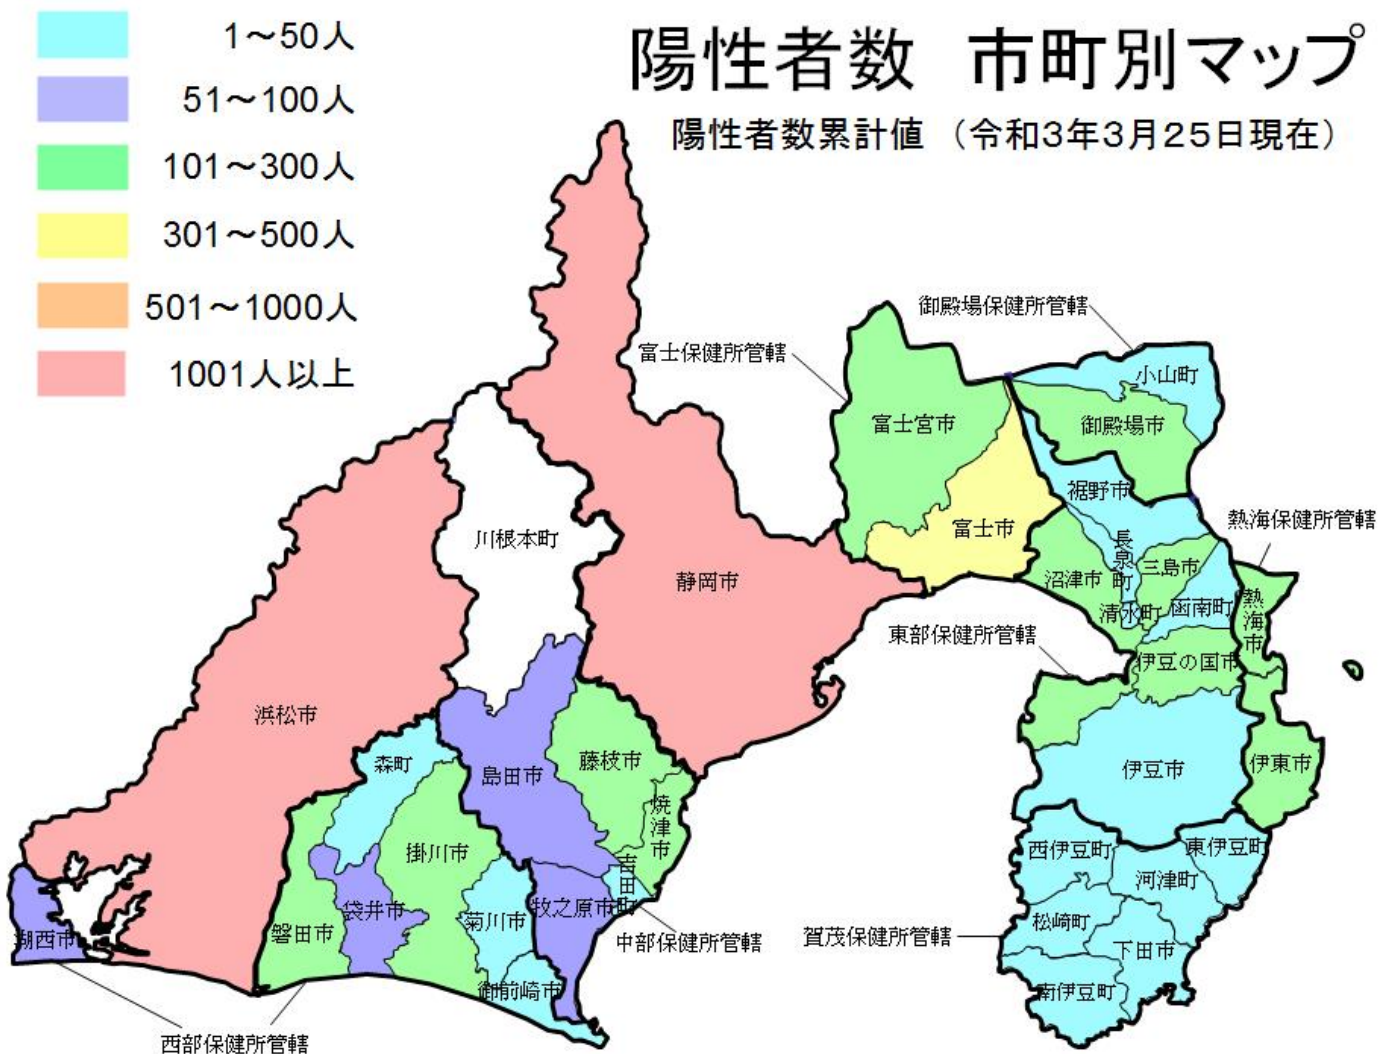 陽性者数 市町別マップ
陽性者数累計値 （令和3年3月25日現在）
1～50人
51～100人
101～300人
301～500人
501～1000人
1001人以上
御殿場保健所管轄
富士保健所管轄
小山町
富士宮市
御殿場市
裾野市
熱海保健所管轄
富士市
川根本町
長泉町
三島市
沼津市
静岡市
清水町
函南町
熱海市
東部保健所管轄
伊豆の国市
浜松市
森町
島田市
藤枝市
伊豆市
伊東市
焼津市
掛川市
西伊豆町
東伊豆町
吉田町
河津町
袋井市
菊川市
牧之原市
松崎町
磐田市
湖西市
中部保健所管轄
賀茂保健所管轄
下田市
御前崎市
南伊豆町
西部保健所管轄